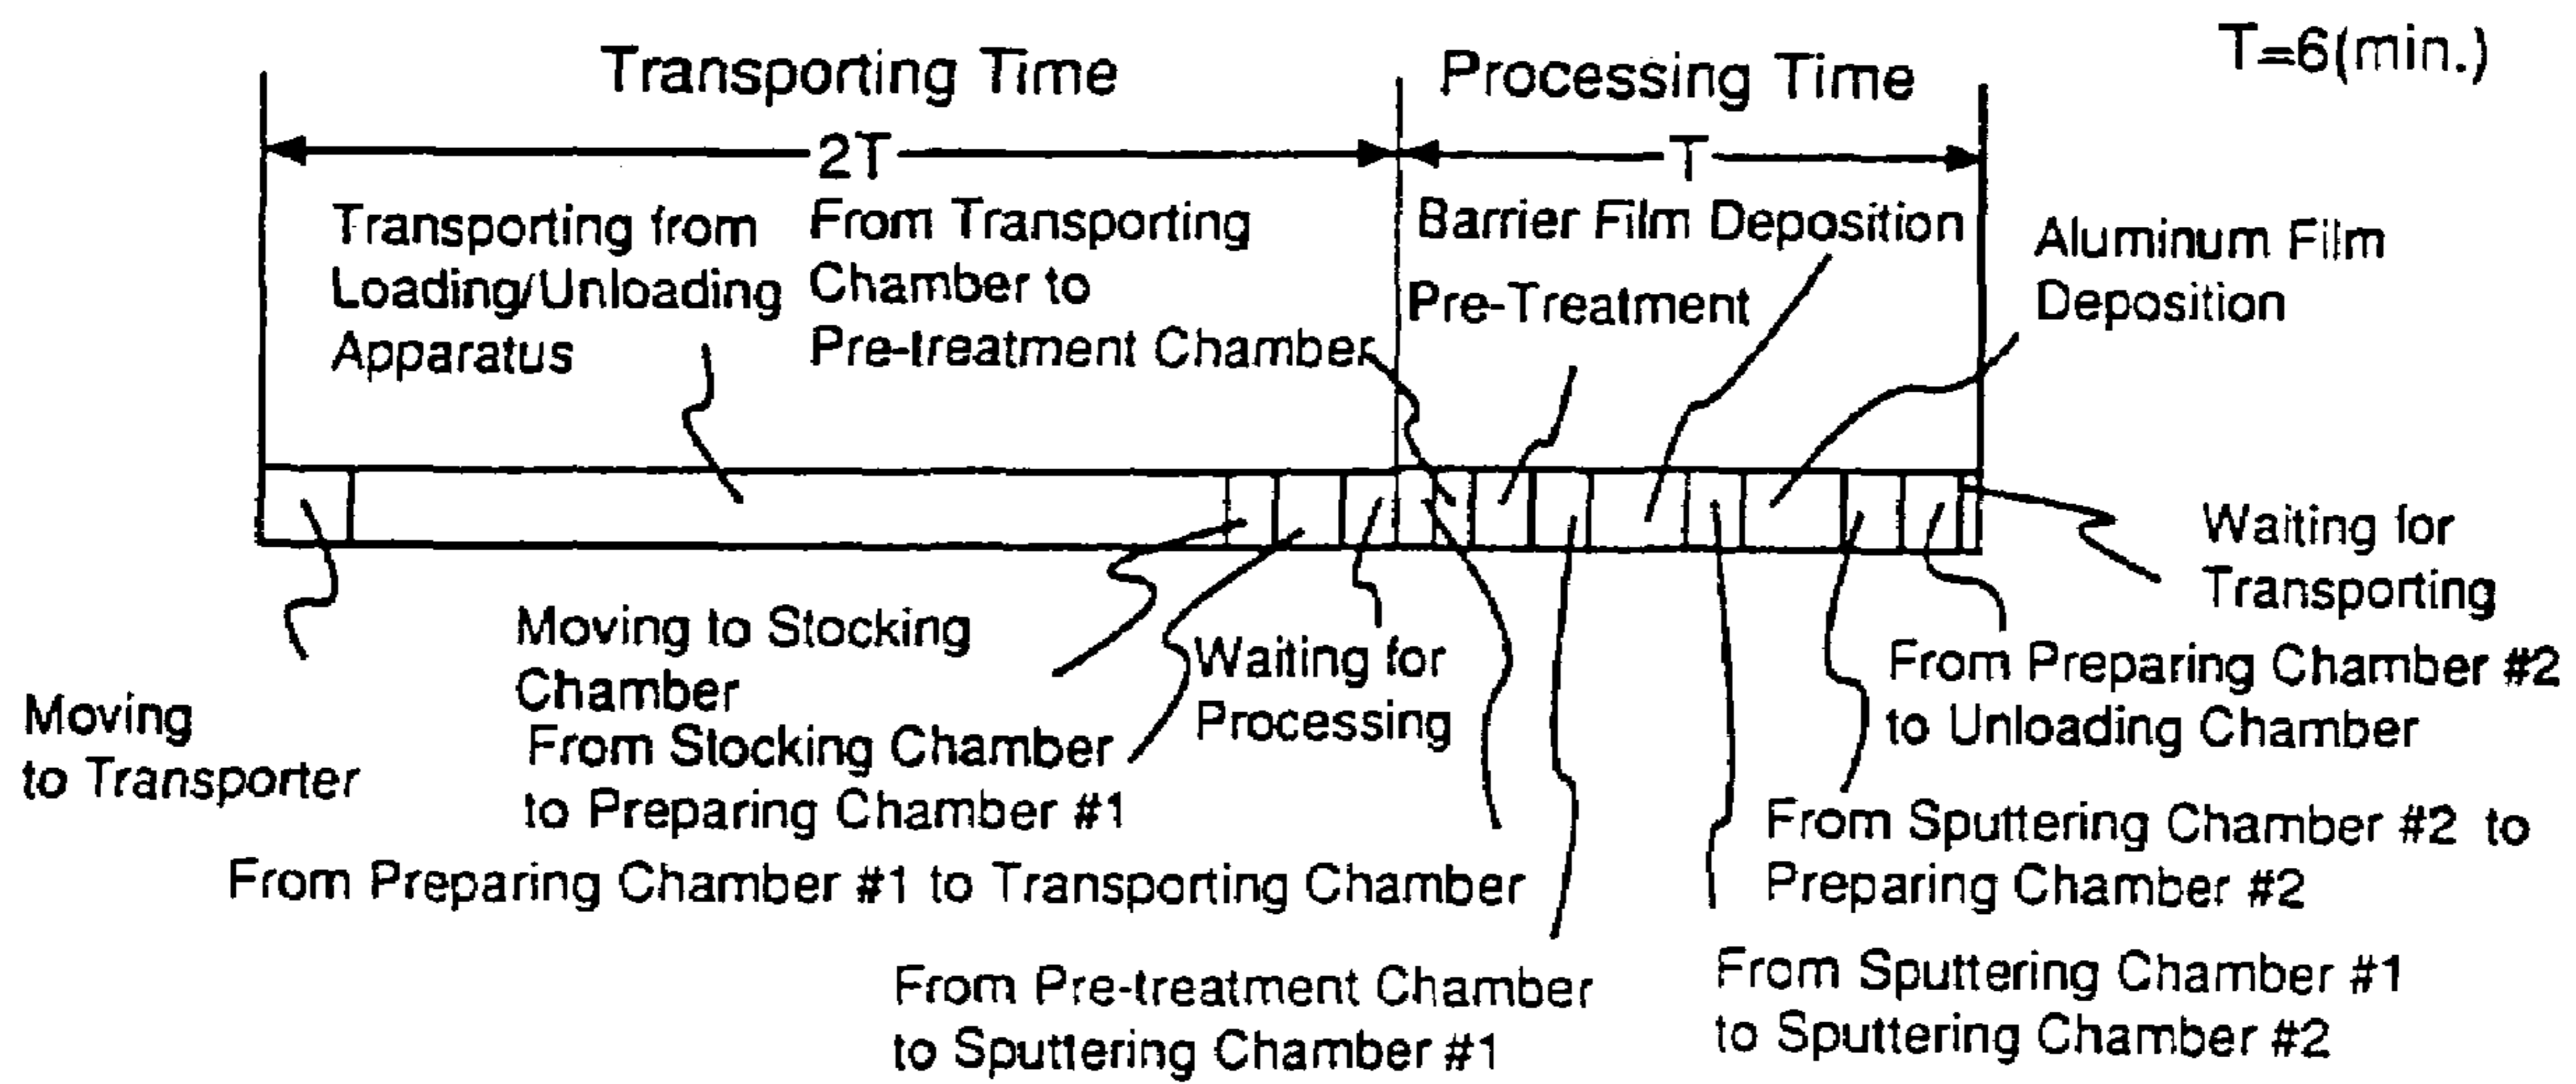 T=6(min.)
Transporting Time
Processing Time
2T
T
Transporting from
Loading/Unloading
Apparatus
From Transporting
Chamber to
Pre-treatment Chamber
Barrier Film Deposition
Pre-Treatment
Aluminum Film
Deposition
Moving
to Transporter
Moving to Stocking
Chamber
From Stocking Chamber
to Preparing Chamber #1
Waiting for
Processing
From Preparing Chamber #1 to Transporting Chamber
From Pre-treatment Chamber
to Sputtering Chamber #1
Waiting for
Transporting
From Preparing Chamber #2
to Unloading Chamber
From Sputtering Chamber #2 to
Preparing Chamber #2
From Sputtering Chamber #1
to Sputtering Chamber #2